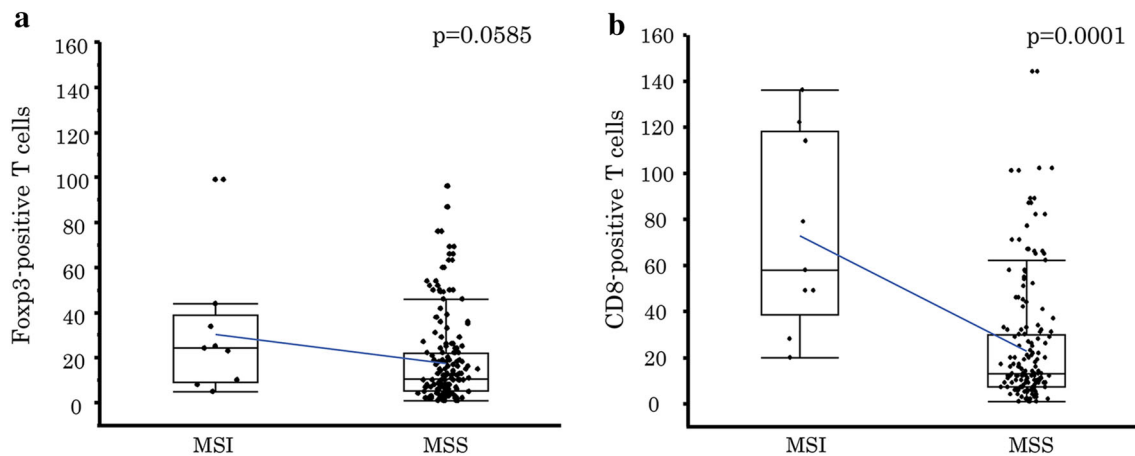 a
p=0.0585
Foxp3-positive T cells
160
140
120
100
80
60
40
20
0
MSI
MSS
b
p=0.0001
CD8-positive T cells
160
140
120
100
80
60
40
20
0
MSI
MSS